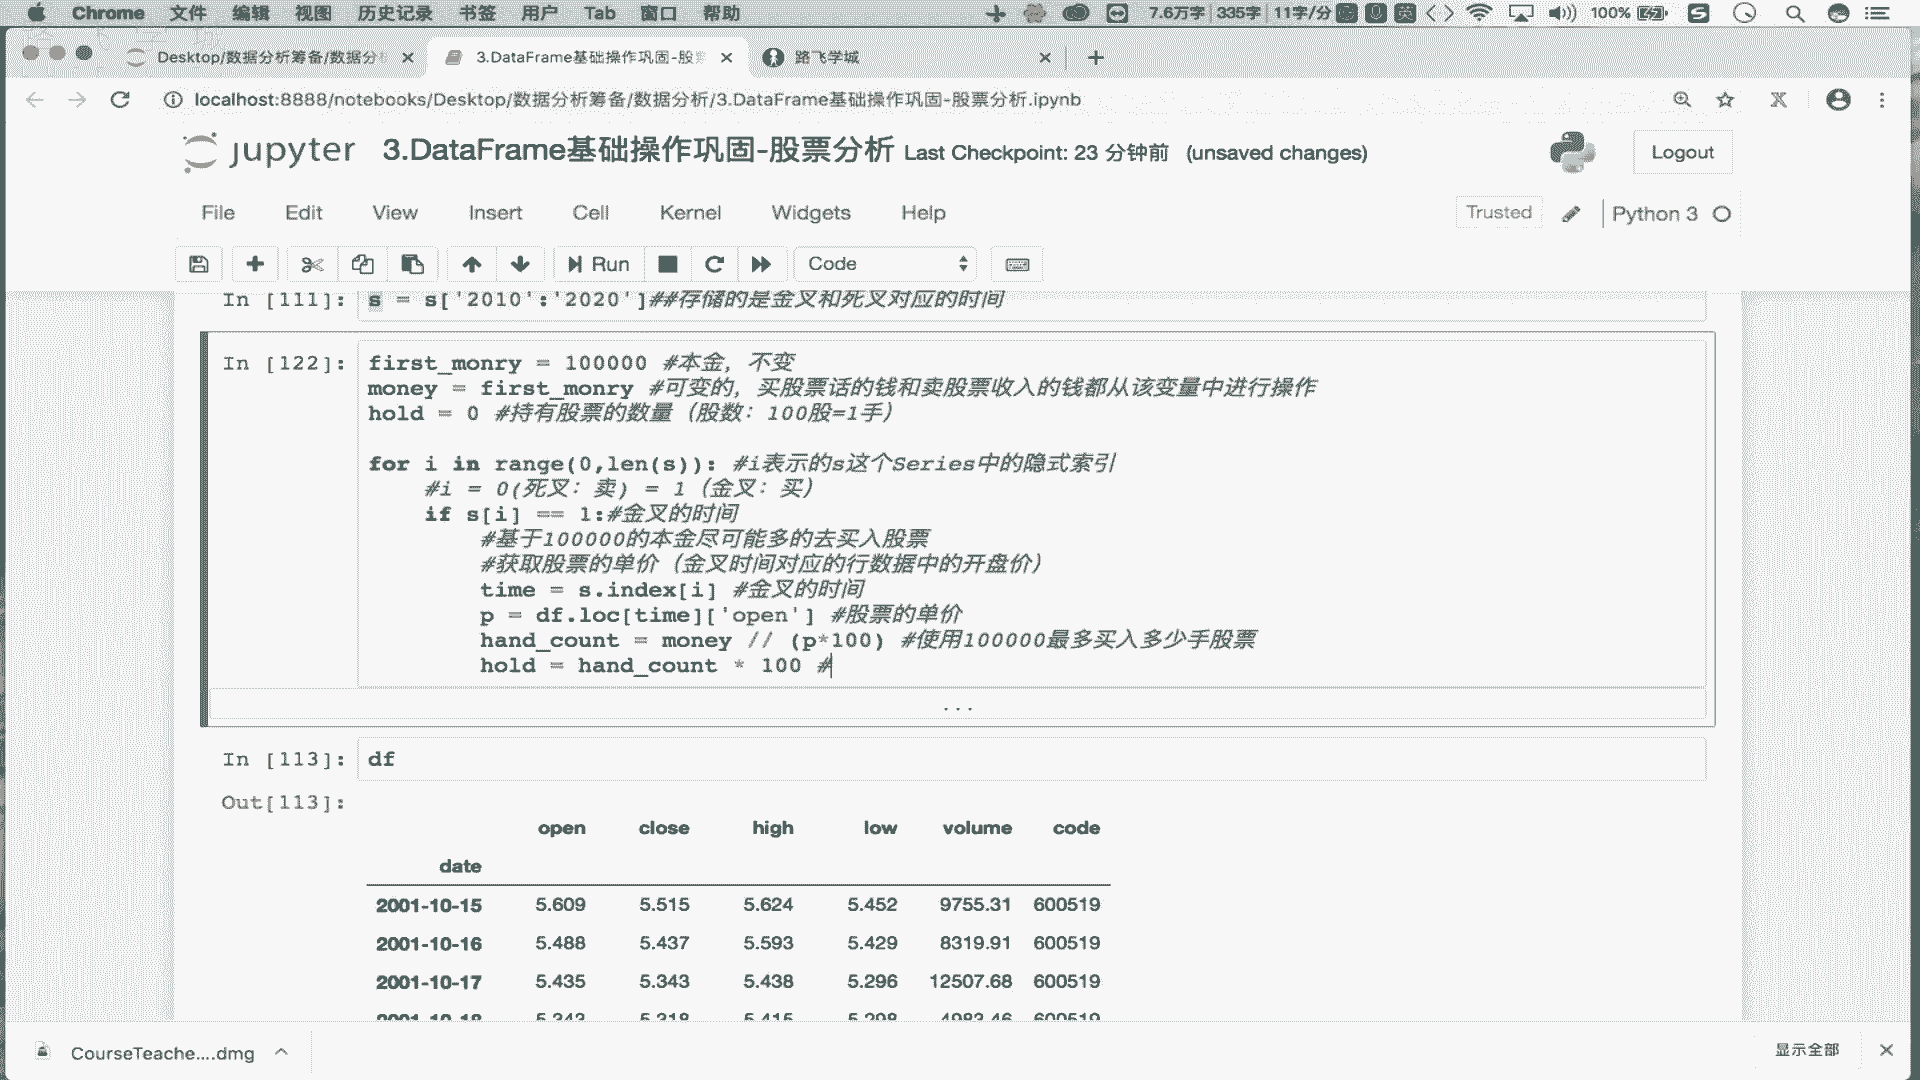 Chrome 文件 编辑 视图 历史记录 书签 用户 Tab 窗口 帮助 7.6万字 335字 11字/分 英 100%
Desktop/数据分析筹备/数据分 3.DataFrame基础操作巩固-股 路飞学城
localhost:8888/notebooks/Desktop/数据分析筹备/数据分析/3.DataFrame基础操作巩固-股票分析.ipynb
jupyter 3.DataFrame基础操作巩固-股票分析 Last Checkpoint: 23 分钟前 (unsaved changes) Logout
File Edit View Insert Cell Kernel Widgets Help Trusted Python 3
Run Code
In [111]: s = s['2010':'2020']##存储的是金叉和死叉对应的时间
In [122]: first_monry = 100000 #本金，不变
money = first_monry #可变的，买股票话的钱和卖股票收入的钱都从该变量中进行操作
hold = 0 #持有股票的数量（股数：100股=1手）
for i in range(0,len(s)): #i表示的s这个Series中的隐式索引
#i = 0(死叉：卖) = 1（金叉：买）
if s[i] == 1:#金叉的时间
#基于100000的本金尽可能多的去买入股票
#获取股票的单价（金叉时间对应的行数据中的开盘价）
time = s.index[i] #金叉的时间
p = df.loc[time]['open'] #股票的单价
hand_count = money // (p*100) #使用100000最多买入多少手股票
hold = hand_count * 100 #
...
In [113]: df
Out[113]:
open close high low volume code
date
2001-10-15 5.609 5.515 5.624 5.452 9755.31 600519
2001-10-16 5.488 5.437 5.593 5.429 8319.91 600519
2001-10-17 5.435 5.343 5.438 5.296 12507.68 600519
CourseTeache....dmg 显示全部